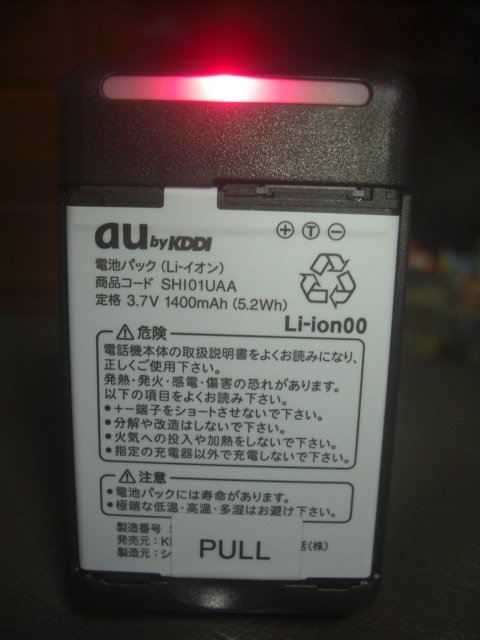 au by KDDI
+ T −
電池パック (Li-イオン)
商品コード SHI01UAA
定格 3.7V 1400mAh (5.2Wh)
Li-ion00
危険
電話機本体の取扱説明書をよくお読みになり、
正しくご使用下さい。
発熱・発火・感電・傷害の恐れがあります。
以下の項目をよくお読み下さい。
●+−端子をショートさせないで下さい。
●分解や改造はしないで下さい。
●火気への投入や加熱をしないで下さい。
●指定の充電器以外で充電しないで下さい。
注意
●電池パックには寿命があります。
●極端な低温・高温・多湿はお避け下さい。
製造番号:
発売元:
(株)
製造元:
PULL